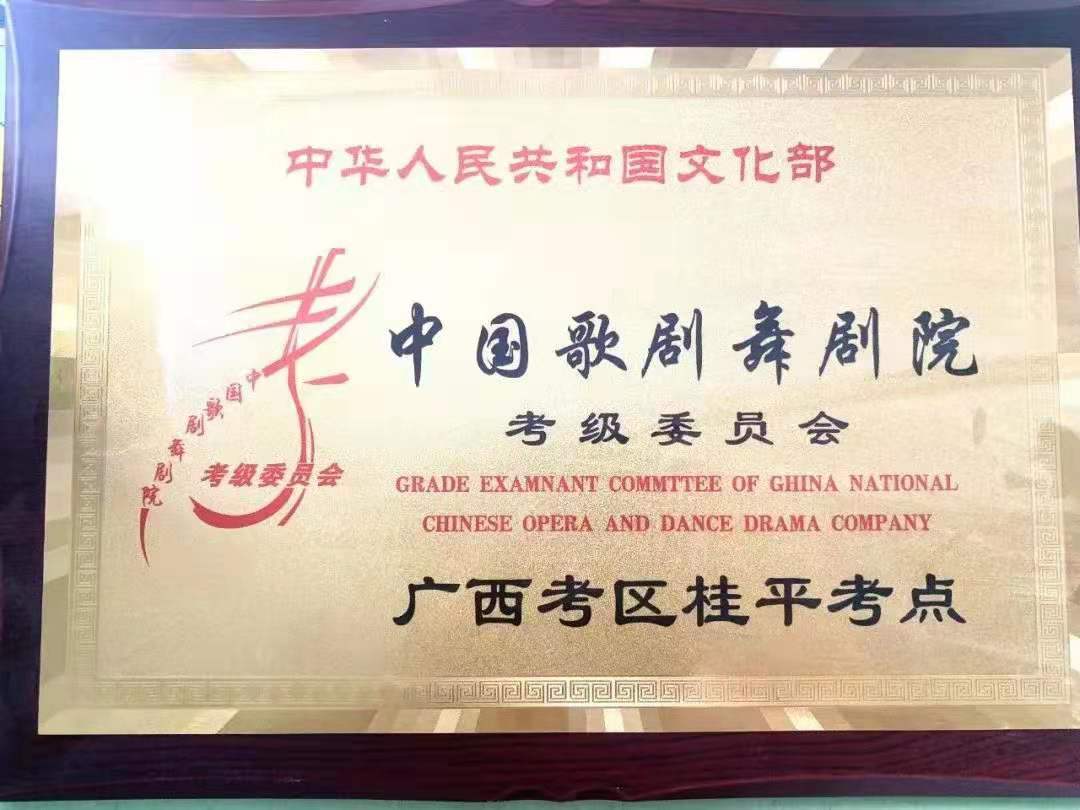 中华人民共和国文化部
中国歌剧舞剧院
考级委员会
中国歌剧舞剧院
考级委员会
GRADE EXAMNANT COMMTTEE OF GHINA NATIONAL
CHINESE OPERA AND DANCE DRAMA COMPANY
广西考区桂平考点